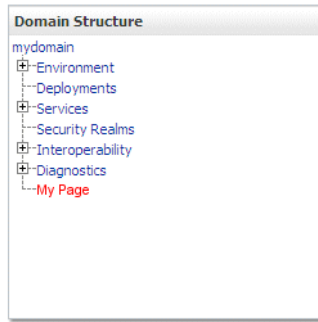 Domain Structure
mydomain
Environment
Deployments
Services
Security Realms
Interoperability
Diagnostics
My Page